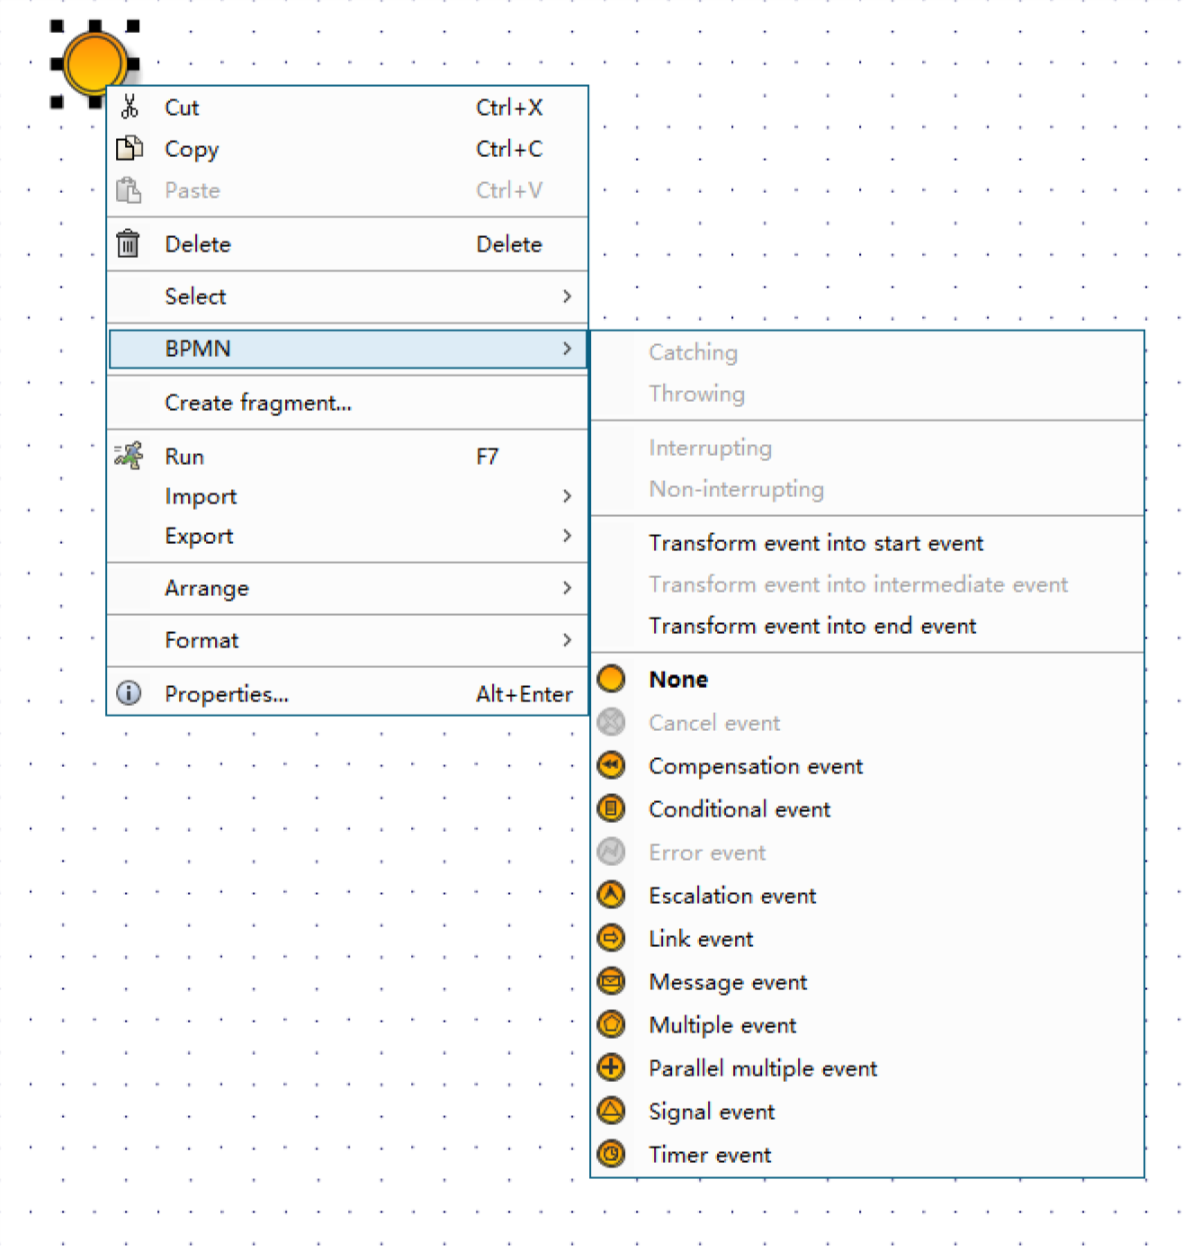 Cut Ctrl+X
Copy Ctrl+C
Paste Ctrl+V
Delete Delete
Select
BPMN
Create fragment...
Run F7
Import
Export
Arrange
Format
Properties... Alt+Enter
Catching
Throwing
Interrupting
Non-interrupting
Transform event into start event
Transform event into intermediate event
Transform event into end event
None
Cancel event
Compensation event
Conditional event
Error event
Escalation event
Link event
Message event
Multiple event
Parallel multiple event
Signal event
Timer event